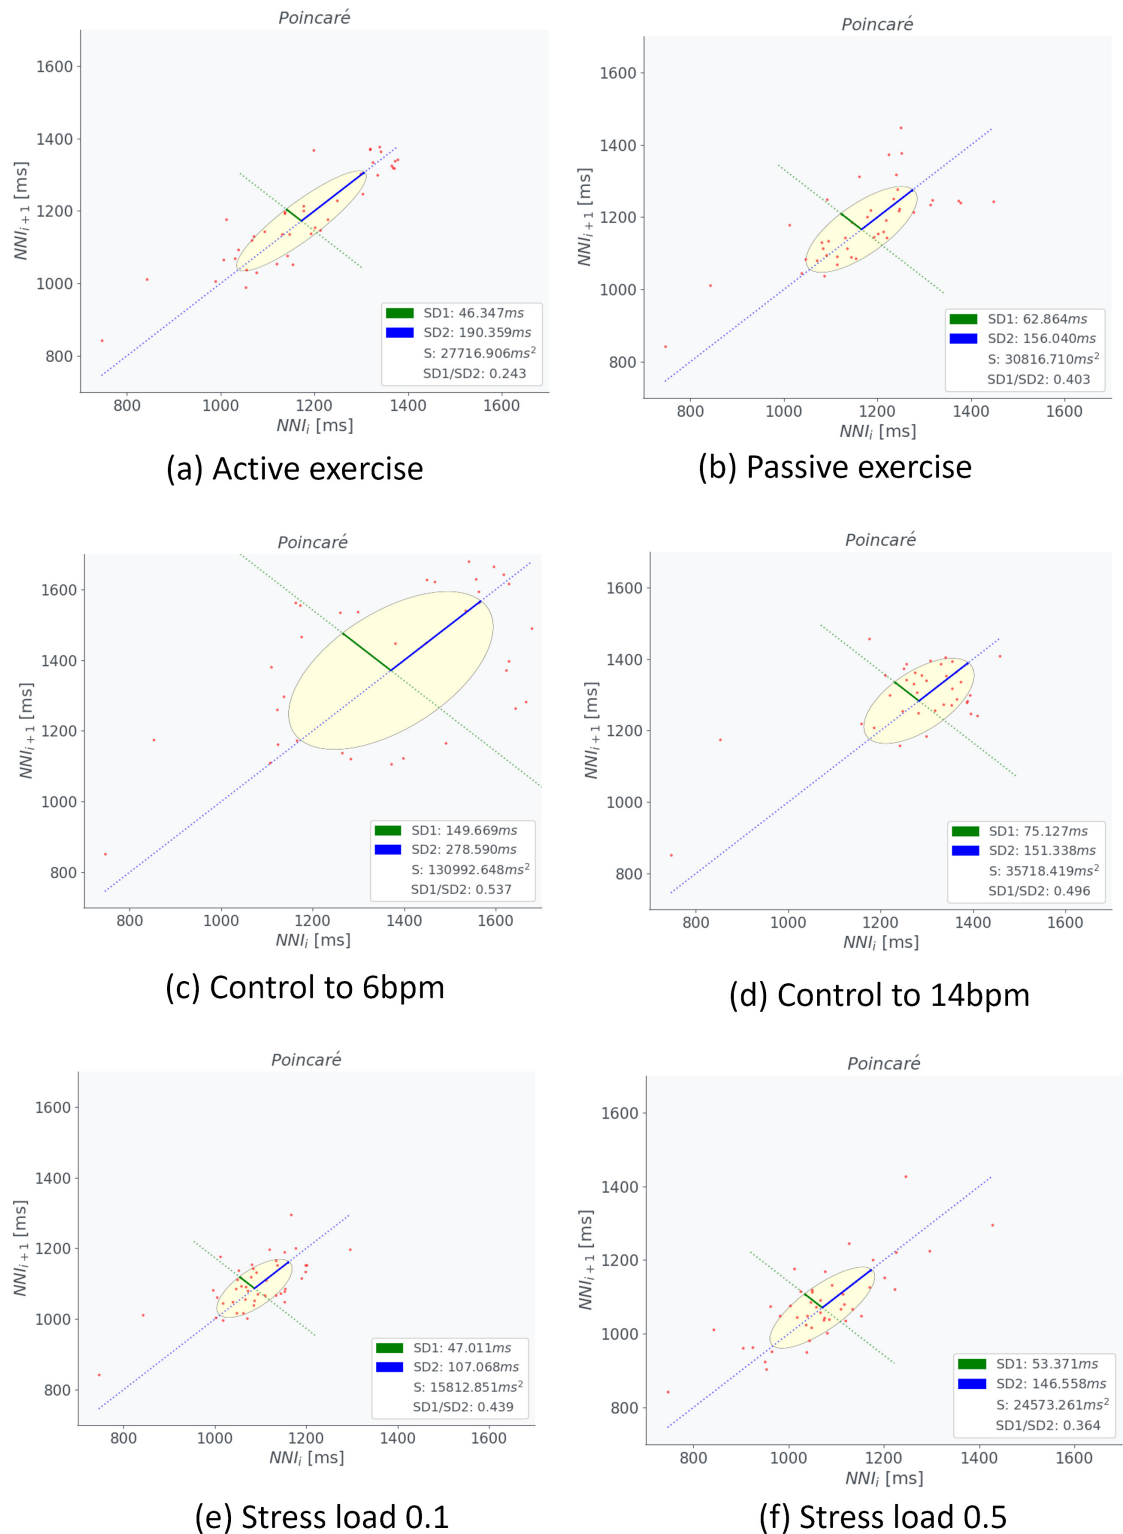 Poincaré
1600
1400
1200
1000
800
NNIi+1 [ms]
SD1: 46.347ms
SD2: 190.359ms
S: 27716.906ms²
SD1/SD2: 0.243
800 1000 1200 1400 1600
NNIi [ms]
(a) Active exercise
Poincaré
1600
1400
1200
1000
800
NNIi+1 [ms]
SD1: 62.864ms
SD2: 156.040ms
S: 30816.710ms²
SD1/SD2: 0.403
800 1000 1200 1400 1600
NNIi [ms]
(b) Passive exercise
Poincaré
1600
1400
1200
1000
800
NNIi+1 [ms]
SD1: 149.669ms
SD2: 278.590ms
S: 130992.648ms²
SD1/SD2: 0.537
800 1000 1200 1400 1600
NNIi [ms]
(c) Control to 6bpm
Poincaré
1600
1400
1200
1000
800
NNIi+1 [ms]
SD1: 75.127ms
SD2: 151.338ms
S: 35718.419ms²
SD1/SD2: 0.496
800 1000 1200 1400 1600
NNIi [ms]
(d) Control to 14bpm
Poincaré
1600
1400
1200
1000
800
NNIi+1 [ms]
SD1: 47.011ms
SD2: 107.068ms
S: 15812.851ms²
SD1/SD2: 0.439
800 1000 1200 1400 1600
NNIi [ms]
(e) Stress load 0.1
Poincaré
1600
1400
1200
1000
800
NNIi+1 [ms]
SD1: 53.371ms
SD2: 146.558ms
S: 24573.261ms²
SD1/SD2: 0.364
800 1000 1200 1400 1600
NNIi [ms]
(f) Stress load 0.5